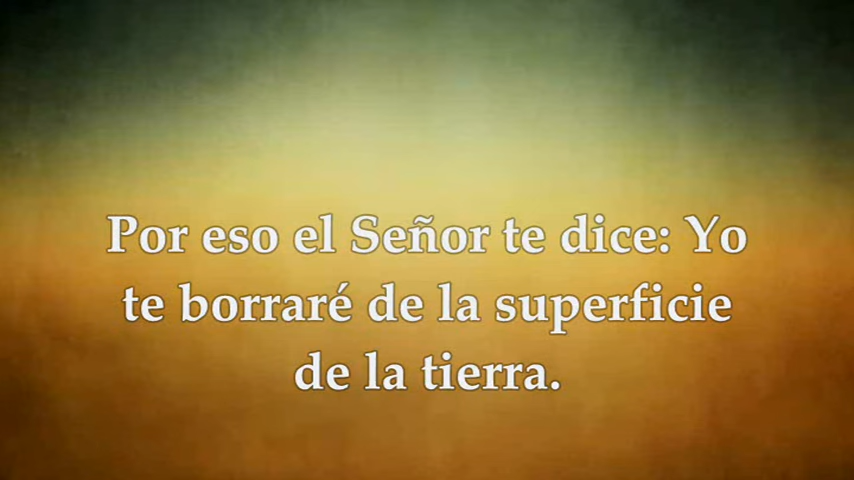 Por eso el Señor te dice: Yo
te borraré de la superficie
de la tierra.